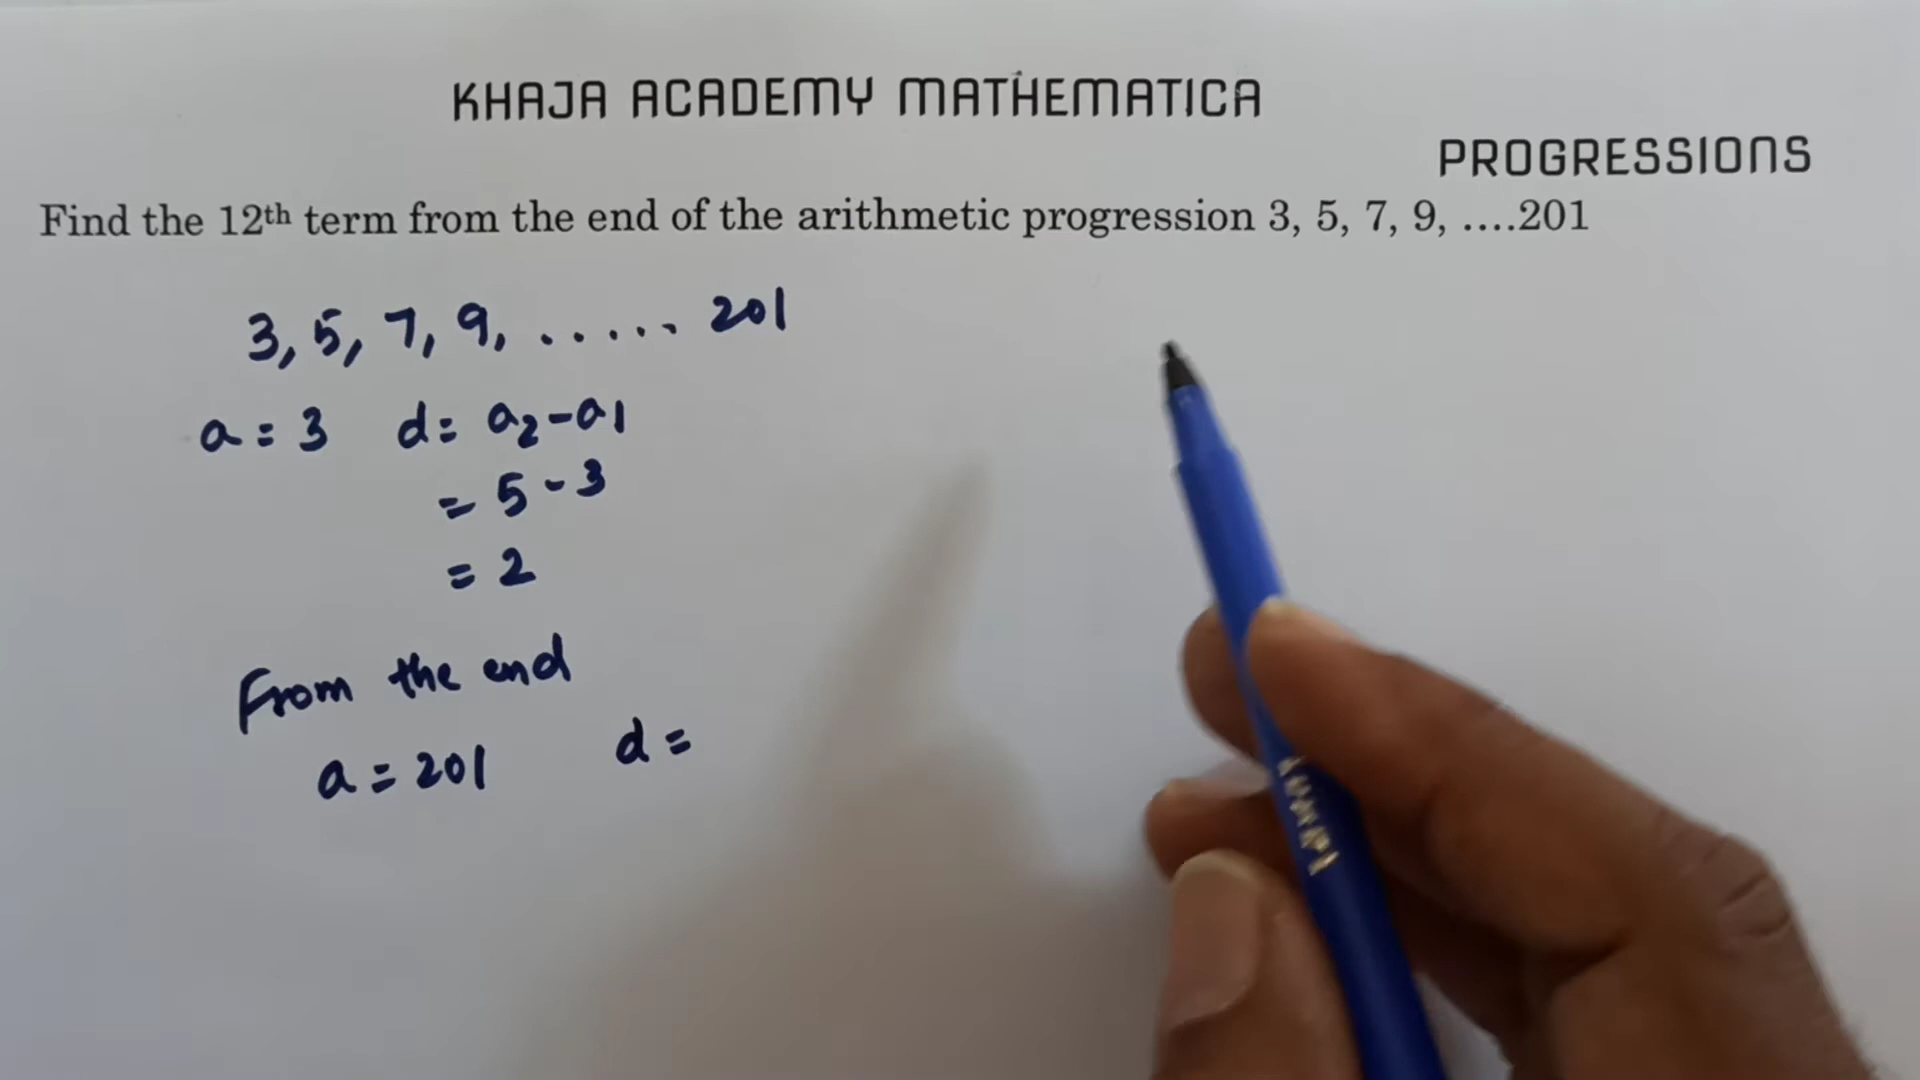 KHAJA ACADEMY MATHEMATICA
PROGRESSIONS
Find the 12th term from the end of the arithmetic progression 3, 5, 7, 9, ....201
3, 5, 7, 9, ..... 201
a = 3 d = a2 - a1
= 5 - 3
= 2
From the end
a = 201 d =